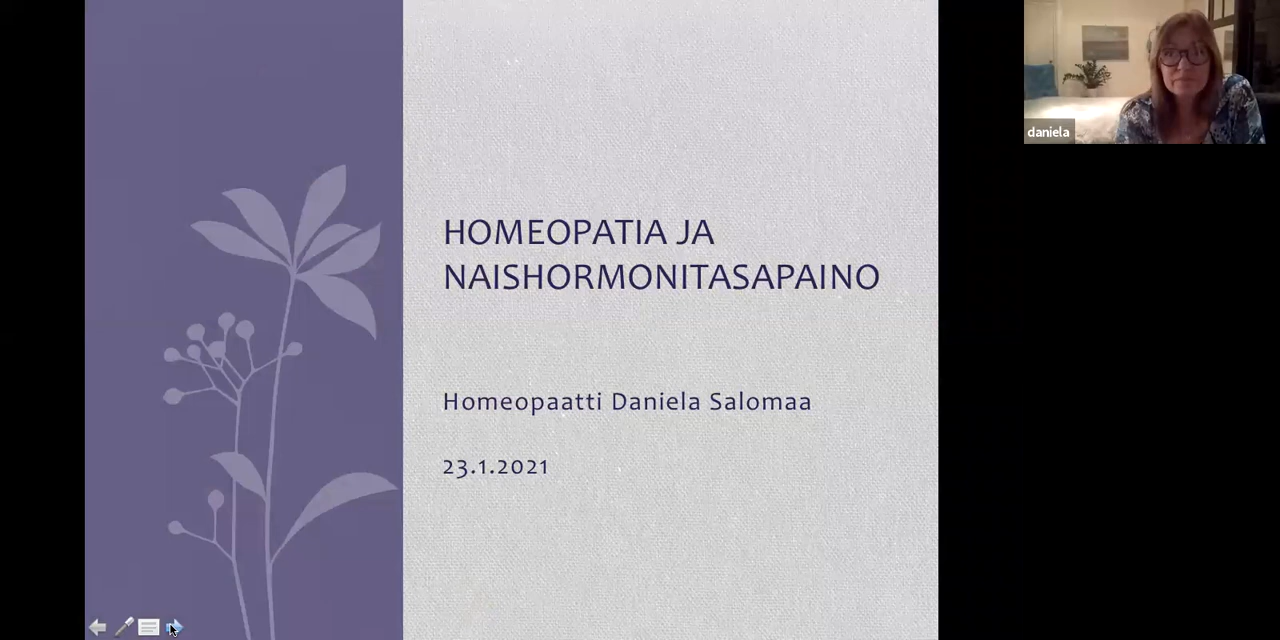 HOMEOPATIA JA
NAISHORMONITASAPAINO
Homeopaatti Daniela Salomaa
23.1.2021
daniela